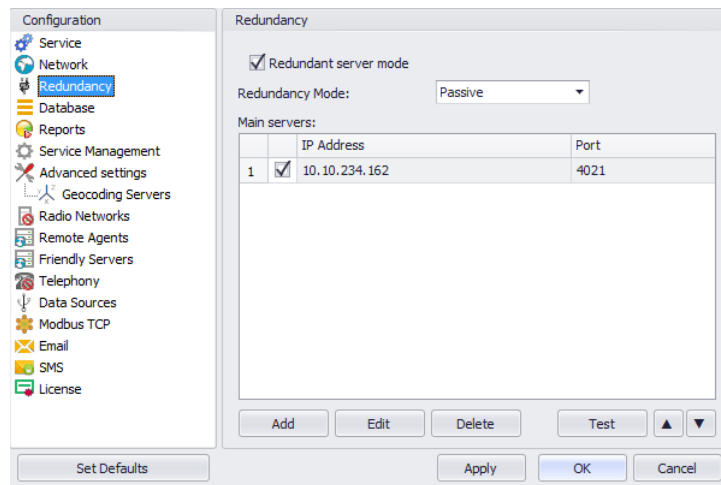 Configuration
Service
Network
Redundancy
Database
Reports
Service Management
Advanced settings
Geocoding Servers
Radio Networks
Remote Agents
Friendly Servers
Telephony
Data Sources
Modbus TCP
Email
SMS
License
Set Defaults
Redundancy
Redundant server mode
Redundancy Mode: Passive
Main servers:
IP Address Port
1 10.10.234.162 4021
Add Edit Delete Test
Apply OK Cancel